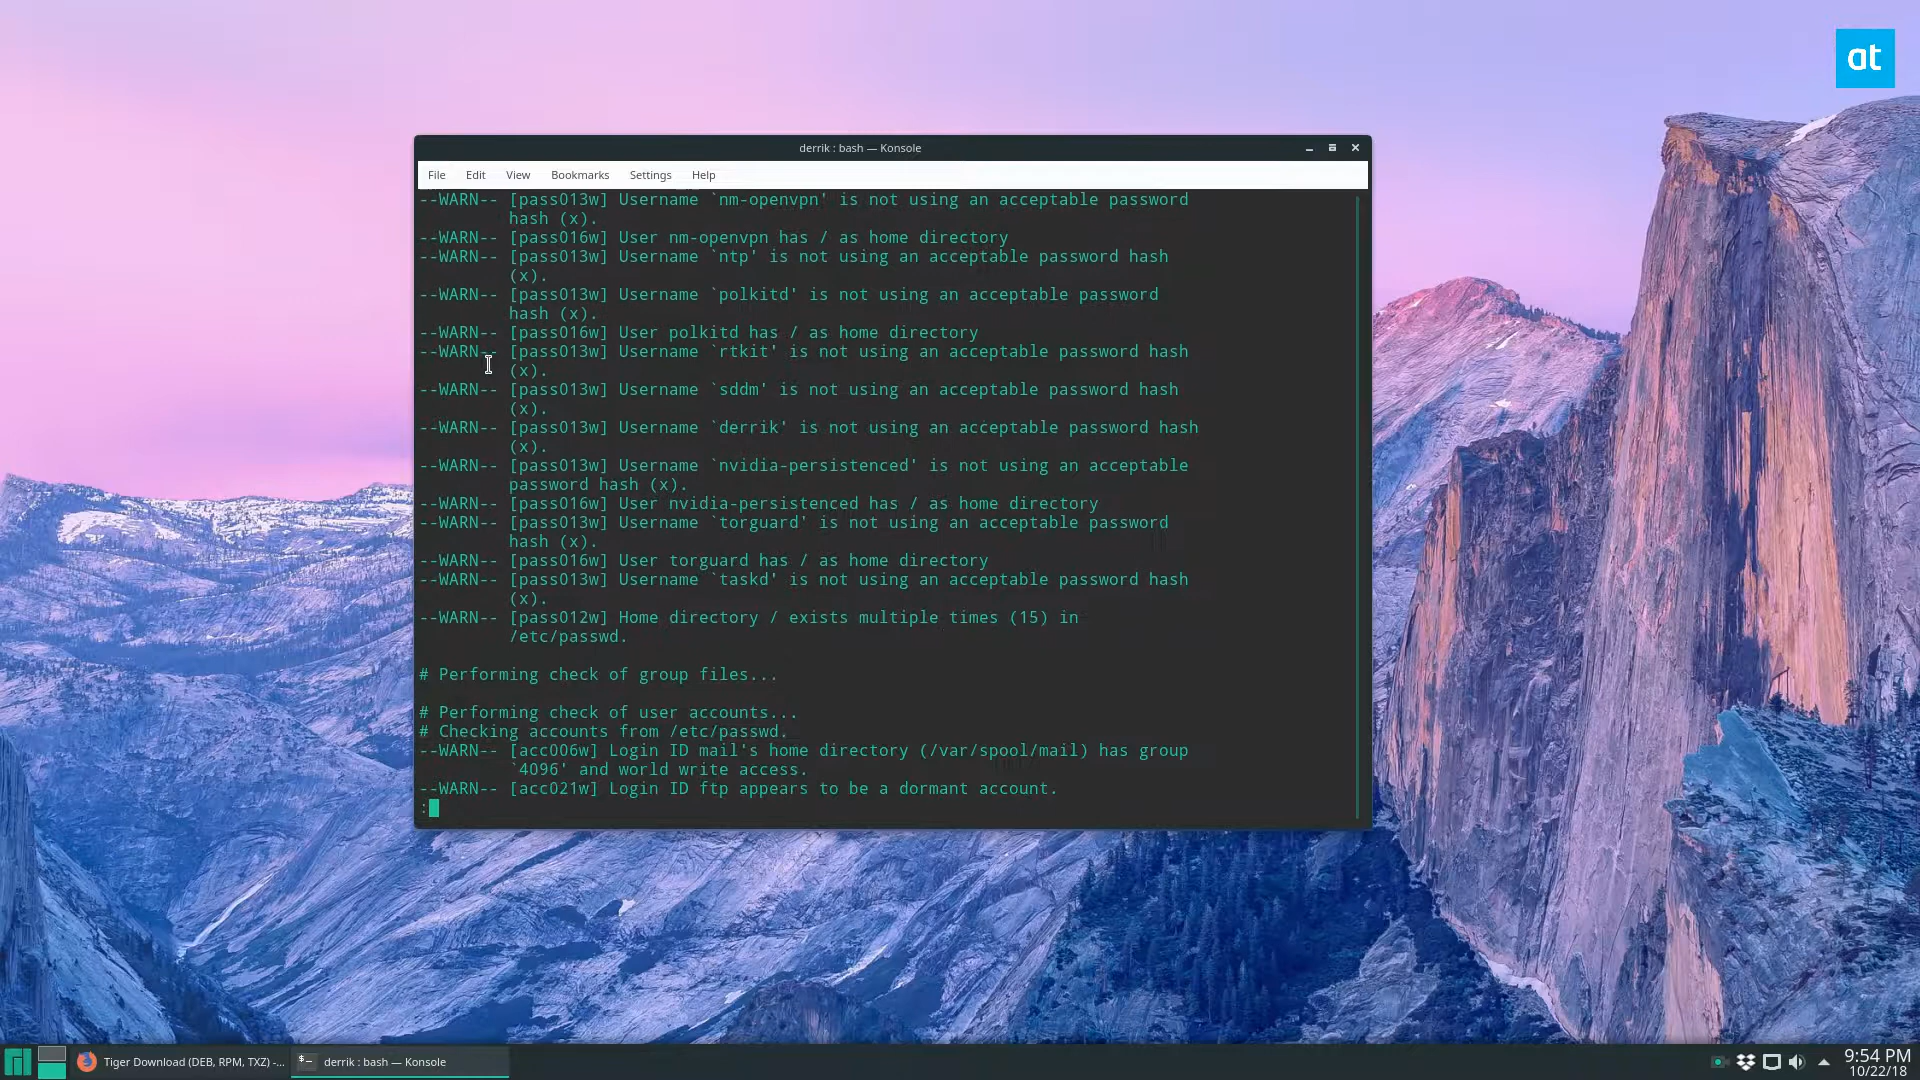 at
derrik : bash — Konsole
File Edit View Bookmarks Settings Help
--WARN-- [pass013w] Username `nm-openvpn' is not using an acceptable password
hash (x).
--WARN-- [pass016w] User nm-openvpn has / as home directory
--WARN-- [pass013w] Username `ntp' is not using an acceptable password hash
(x).
--WARN-- [pass013w] Username `polkitd' is not using an acceptable password
hash (x).
--WARN-- [pass016w] User polkitd has / as home directory
--WARN-- [pass013w] Username `rtkit' is not using an acceptable password hash
(x).
--WARN-- [pass013w] Username `sddm' is not using an acceptable password hash
(x).
--WARN-- [pass013w] Username `derrik' is not using an acceptable password hash
(x).
--WARN-- [pass013w] Username `nvidia-persistenced' is not using an acceptable
password hash (x).
--WARN-- [pass016w] User nvidia-persistenced has / as home directory
--WARN-- [pass013w] Username `torguard' is not using an acceptable password
hash (x).
--WARN-- [pass016w] User torguard has / as home directory
--WARN-- [pass013w] Username `taskd' is not using an acceptable password hash
(x).
--WARN-- [pass012w] Home directory / exists multiple times (15) in
/etc/passwd.
# Performing check of group files...
# Performing check of user accounts...
# Checking accounts from /etc/passwd.
--WARN-- [acc006w] Login ID mail's home directory (/var/spool/mail) has group
`4096' and world write access.
--WARN-- [acc021w] Login ID ftp appears to be a dormant account.
:
Tiger Download (DEB, RPM, TXZ) -... derrik : bash — Konsole
9:54 PM
10/22/18